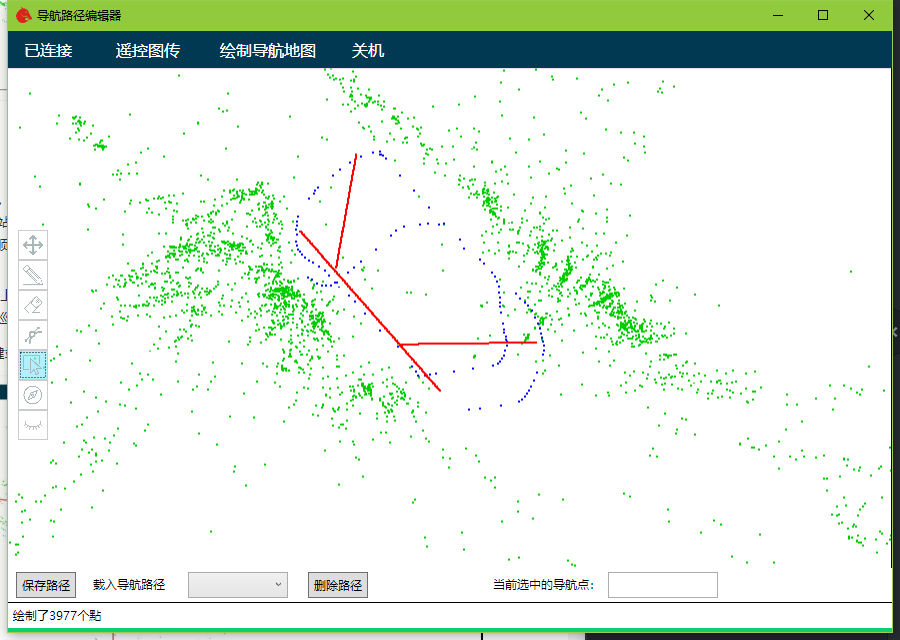 导航路径编辑器
已连接 遥控图传 绘制导航地图 关机
保存路径 载入导航路径 删除路径 当前选中的导航点:
绘制了3977个點